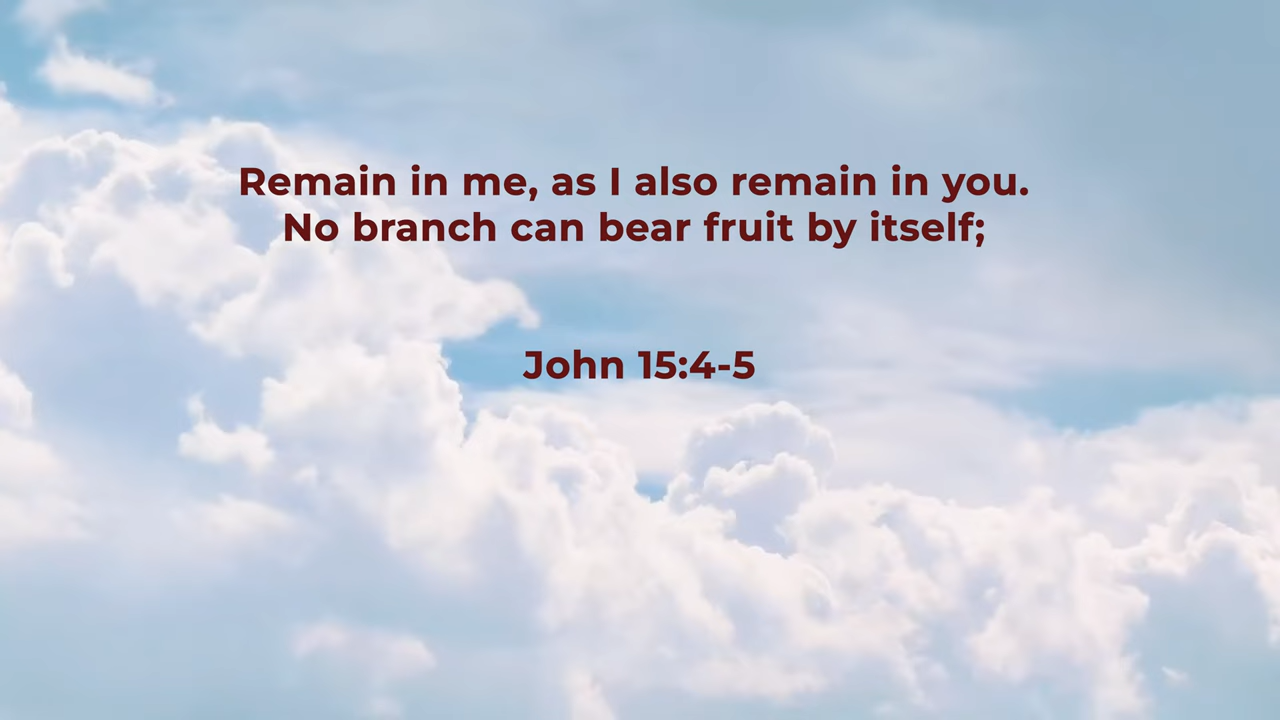 Remain in me, as I also remain in you.
No branch can bear fruit by itself;
John 15:4-5